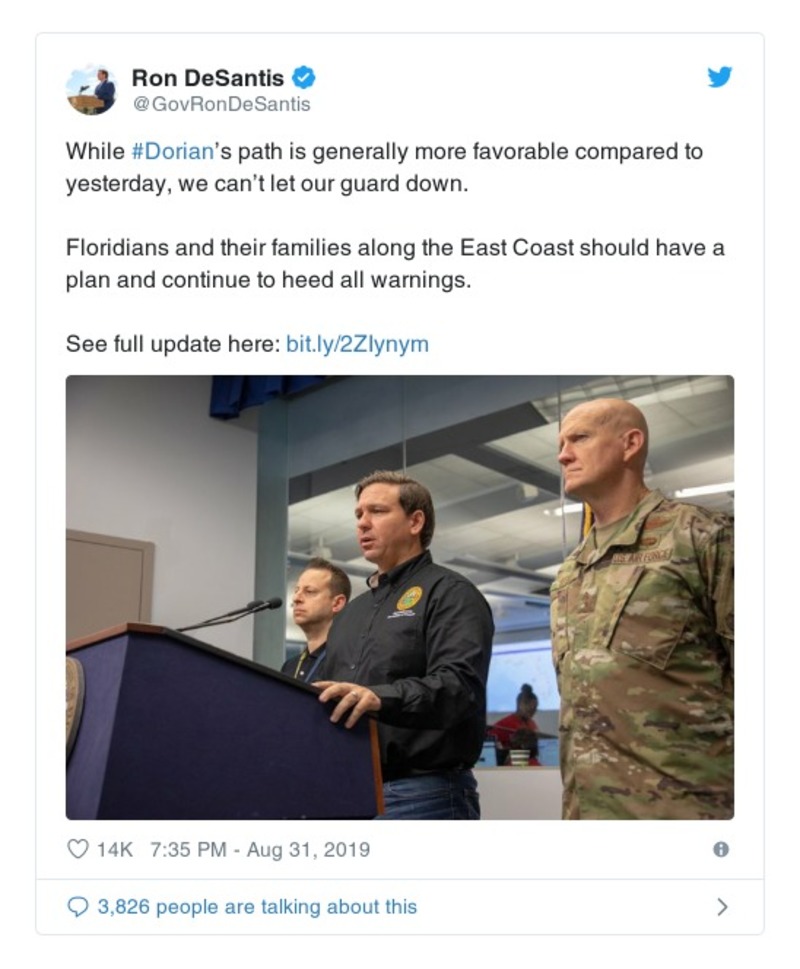 Ron DeSantis
@GovRonDeSantis
While #Dorian’s path is generally more favorable compared to
yesterday, we can’t let our guard down.
Floridians and their families along the East Coast should have a
plan and continue to heed all warnings.
See full update here: bit.ly/2ZIynym
U.S. AIR FORCE
14K 7:35 PM - Aug 31, 2019
3,826 people are talking about this